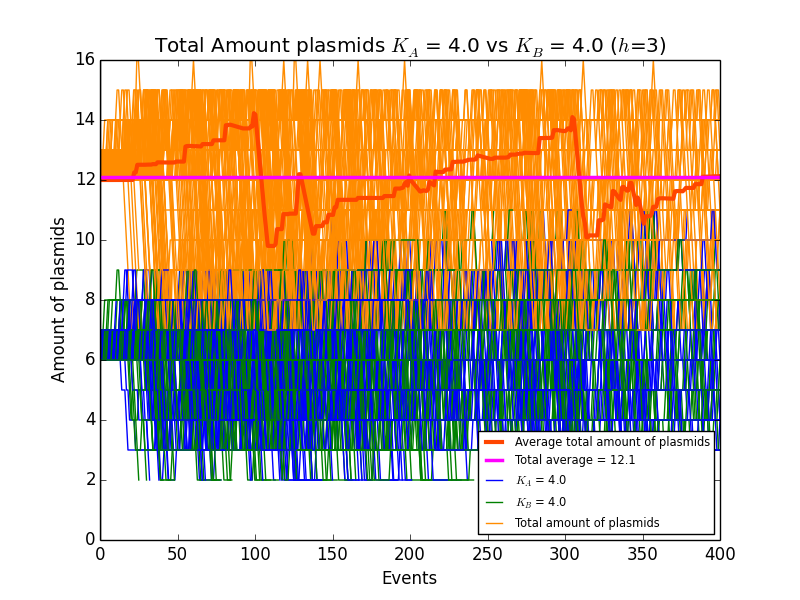 Total Amount plasmids K_A = 4.0 vs K_B = 4.0 (h=3)
Amount of plasmids
16
14
12
10
8
6
4
2
0
Average total amount of plasmids
Total average = 12.1
K_A = 4.0
K_B = 4.0
Total amount of plasmids
0 50 100 150 200 250 300 350 400
Events